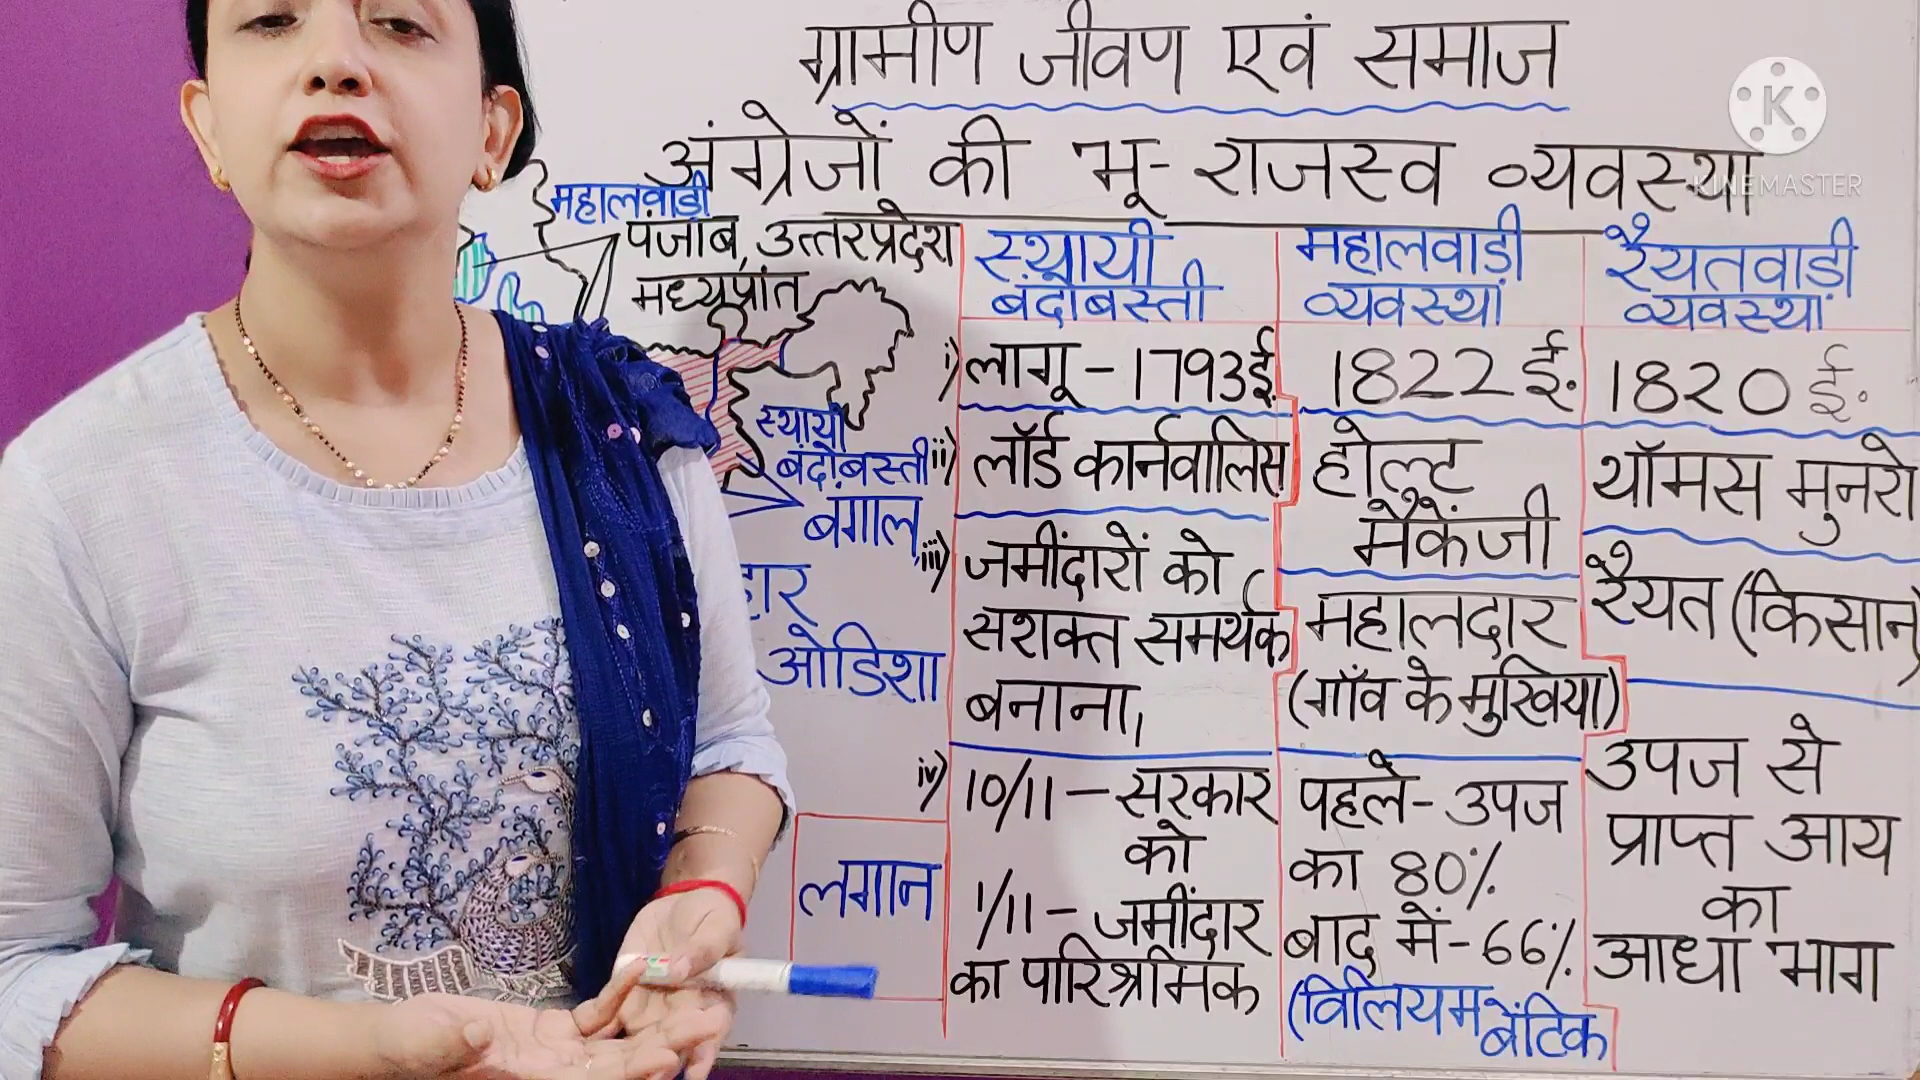 ग्रामीण जीवण एवं समाज
अंग्रेजों की भू-राजस्व व्यवस्था
K
KINEMASTER
महालवाड़ी
पंजाब, उत्तरप्रदेश
मध्यप्रांत
स्थायी
बंदोबस्ती
बंगाल,
ओडिशा
लगान
स्थायी
बंदोबस्ती
i) लागू - 1793ई.
ii) लॉर्ड कार्नवालिस
iii) जमींदारों को
सशक्त समर्थक
बनाना,
iv) 10/11 - सरकार
को
1/11 - जमींदार
का पारिश्रमिक
महालवाड़ी
व्यवस्था
1822 ई.
होल्ट
मैकेंजी
महालदार
(गाँव के मुखिया)
पहले - उपज
का 80%
बाद में - 66%
(विलियम बेंटिक
रैयतवाड़ी
व्यवस्था
1820 ई.
थॉमस मुनरो
रैयत (किसान)
उपज से
प्राप्त आय
का
आधा भाग